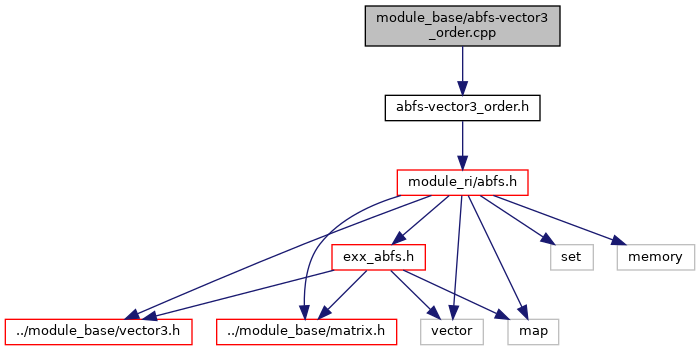 module_base/abfs-vector3
_order.cpp
abfs-vector3_order.h
module_ri/abfs.h
exx_abfs.h
set
memory
../module_base/vector3.h
../module_base/matrix.h
vector
map